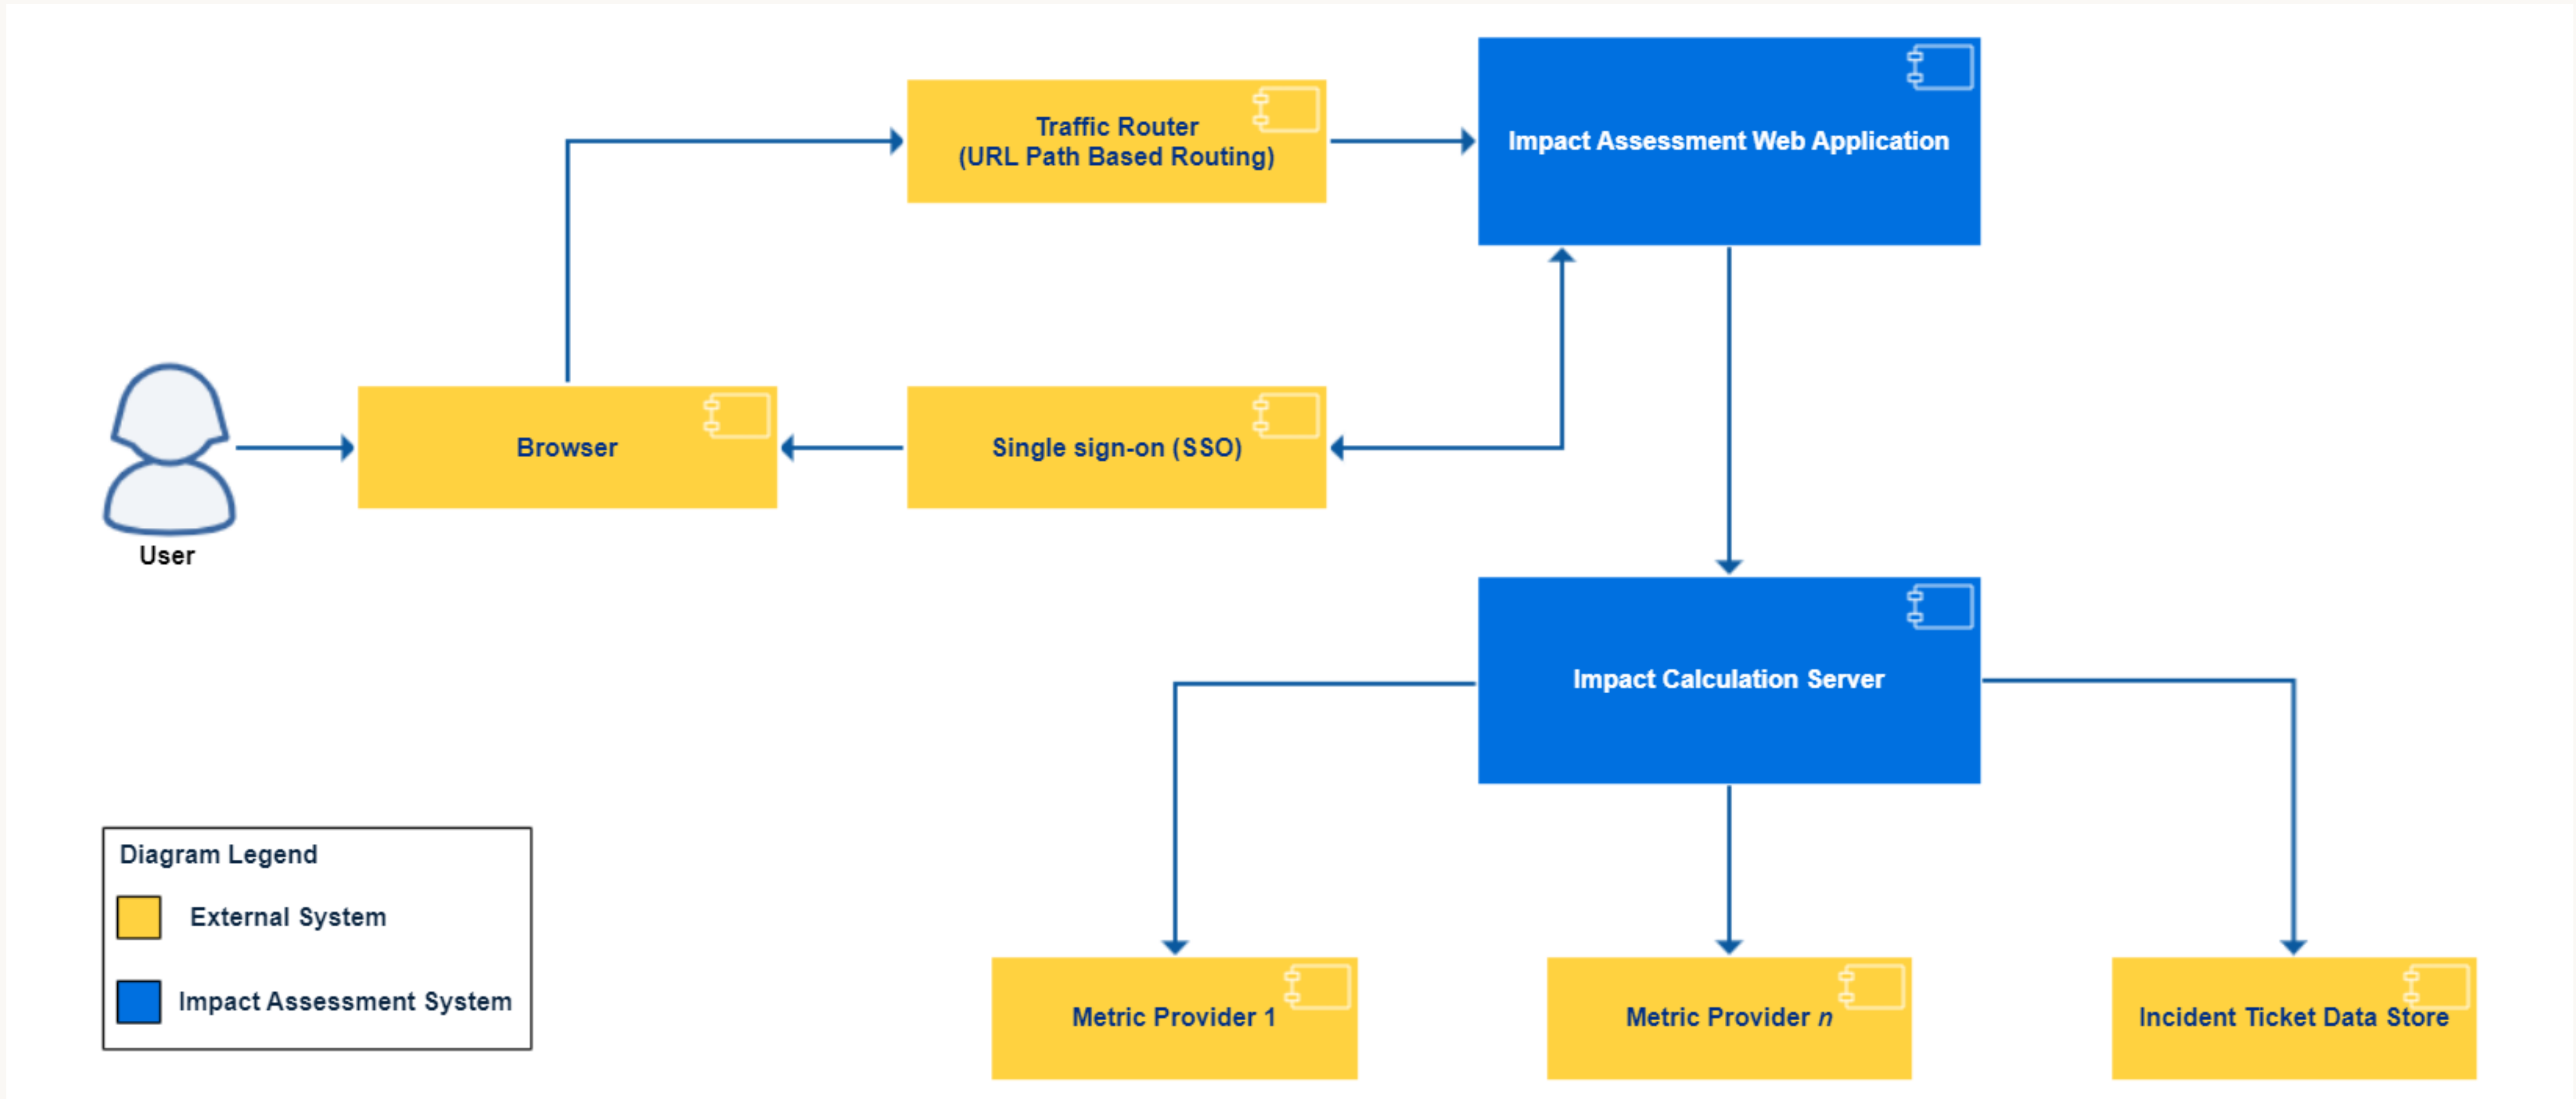 Traffic Router
(URL Path Based Routing)
Impact Assessment Web Application
Browser
Single sign-on (SSO)
User
Impact Calculation Server
Diagram Legend
External System
Impact Assessment System
Metric Provider 1
Metric Provider n
Incident Ticket Data Store